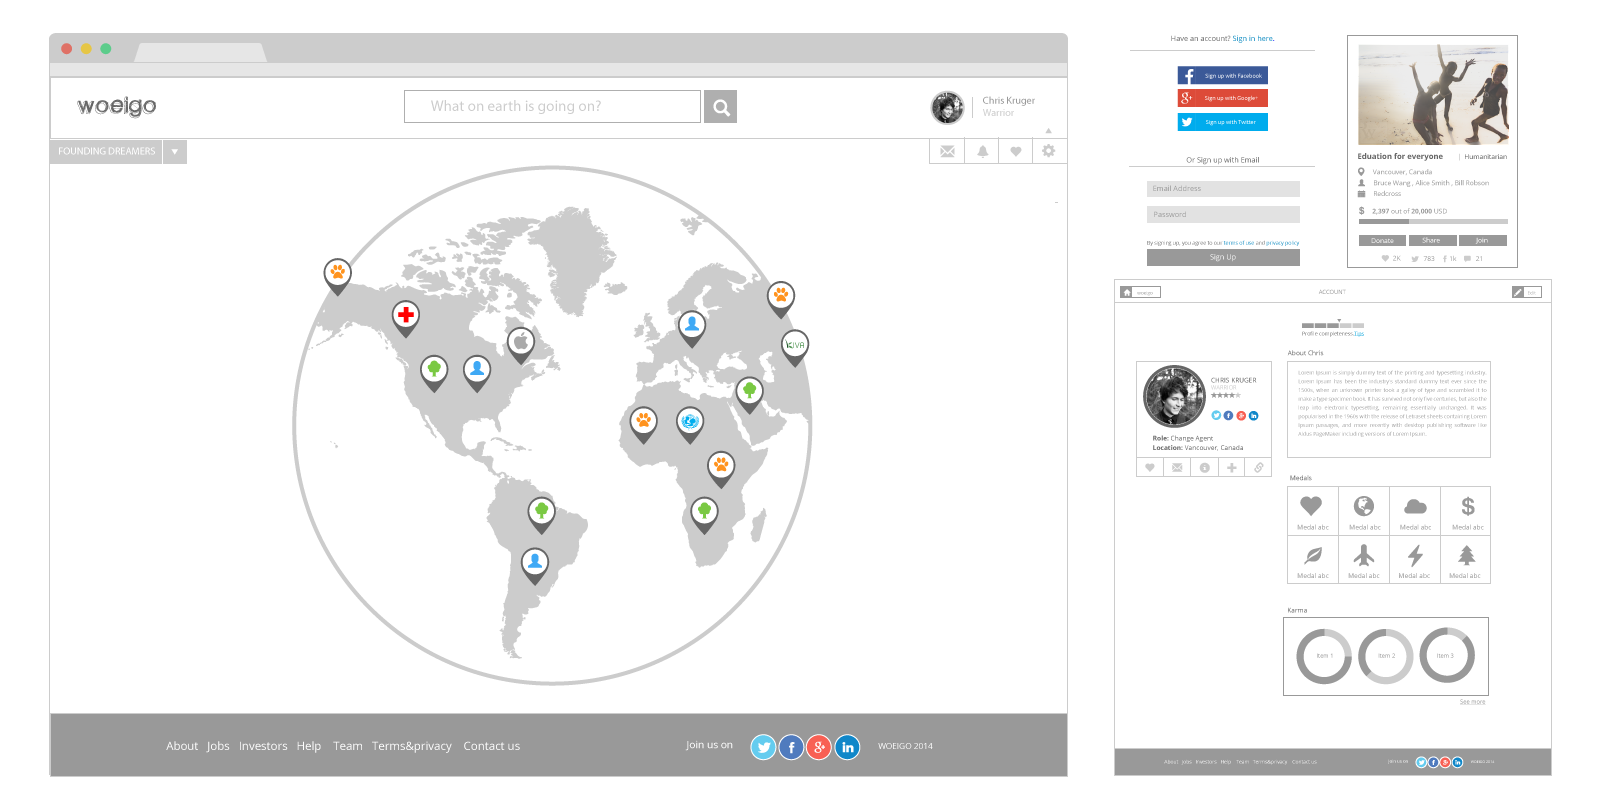 woeigo
What on earth is going on?
Chris Kruger
Warrior
FOUNDING DREAMERS
KIVA
About Jobs Investors Help Team Terms&privacy Contact us
Join us on
WOEIGO 2014
Have an account? Sign in here.
Sign up with Facebook
Sign up with Google+
Sign up with Twitter
Or Sign up with Email
Email Address
Password
By signing up, you agree to our terms of use and privacy policy
Sign Up
Eduation for everyone | Humanitarian
Vancouver, Canada
Bruce Wang , Alice Smith , Bill Robson
Redcross
$ 2,397 out of 20,000 USD
Donate Share Join
2K 783 1k 21
woeigo
ACCOUNT
Profile completeness.Tips
CHRIS KRUGER
WARRIOR
Role: Change Agent
Location: Vancouver, Canada
About Chris
Lorem Ipsum is simply dummy text of the printing and typesetting industry.
Lorem Ipsum has been the industry's standard dummy text ever since the
1500s, when an unknown printer took a galley of type and scrambled it to
make a type specimen book. It has survived not only five centuries, but also the
leap into electronic typesetting, remaining essentially unchanged. It was
popularised in the 1960s with the release of Letraset sheets containing Lorem
Ipsum passages, and more recently with desktop publishing software like
Aldus PageMaker including versions of Lorem Ipsum.
Medals
Medal abc Medal abc Medal abc Medal abc
Medal abc Medal abc Medal abc Medal abc
Karma
Item 1 Item 2 Item 3
See more
About Jobs Investors Help Team Terms&privacy Contact us
WOEIGO 2014